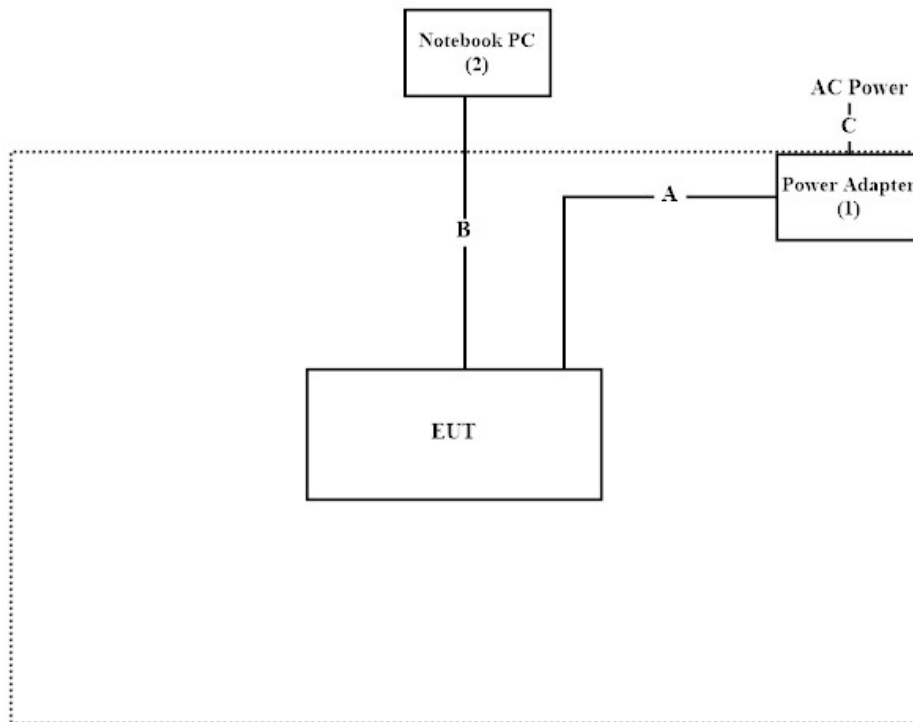 Notebook PC
(2)
AC Power
C
Power Adapter
(1)
A
B
EUT